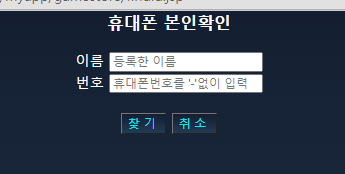 휴대폰 본인확인
이름 등록한 이름
번호 휴대폰번호를 '-'없이 입력
찾 기 취 소